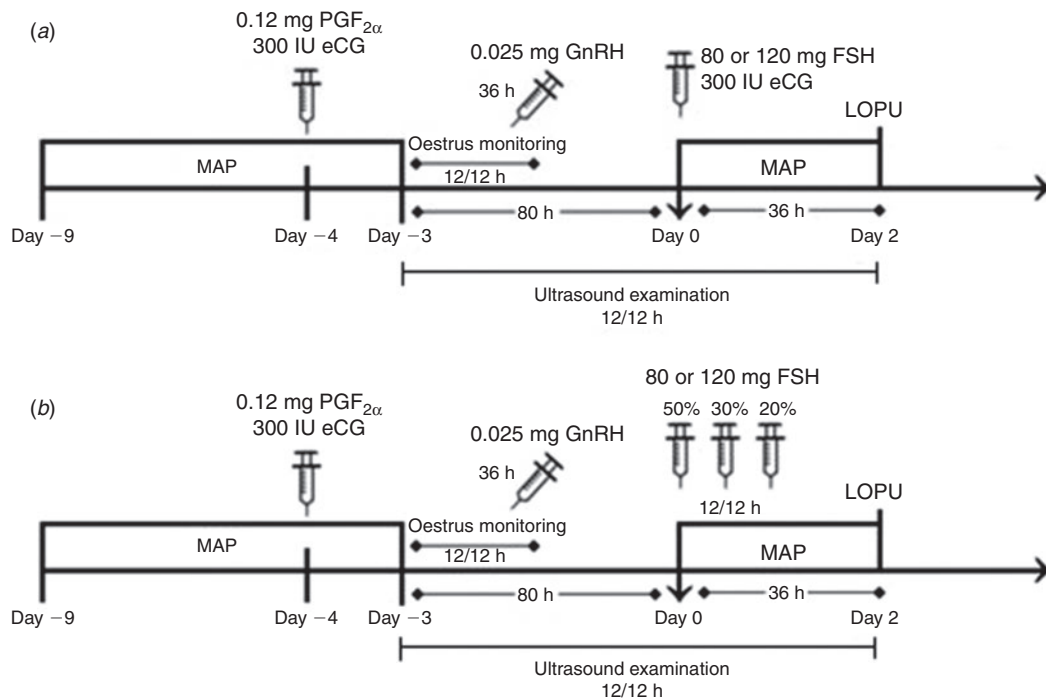 (a)
0.12 mg PGF2α
300 IU eCG
0.025 mg GnRH
36 h
80 or 120 mg FSH
300 IU eCG
LOPU
Oestrus monitoring
MAP
12/12 h
MAP
80 h
36 h
Day −9
Day −4
Day −3
Day 0
Day 2
Ultrasound examination
12/12 h
(b)
0.12 mg PGF2α
300 IU eCG
0.025 mg GnRH
36 h
80 or 120 mg FSH
50% 30% 20%
12/12 h
LOPU
Oestrus monitoring
MAP
12/12 h
MAP
80 h
36 h
Day −9
Day −4
Day −3
Day 0
Day 2
Ultrasound examination
12/12 h